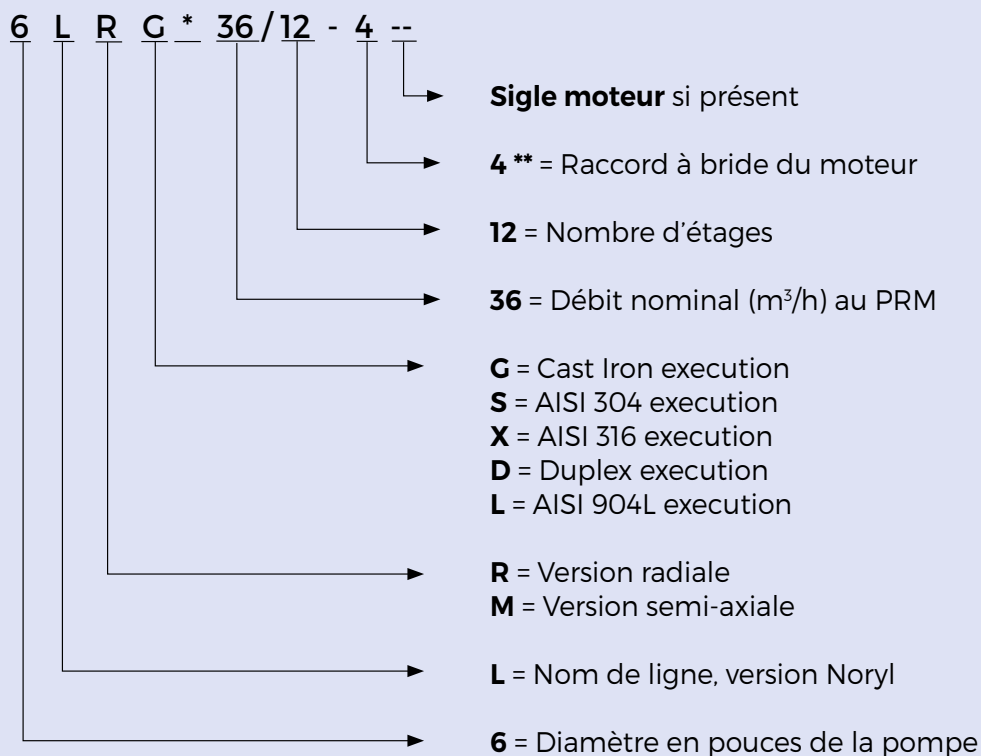 6 L R G * 36/12 - 4 --
Sigle moteur si présent
4 ** = Raccord à bride du moteur
12 = Nombre d'étages
36 = Débit nominal (m³/h) au PRM
G = Cast Iron execution
S = AISI 304 execution
X = AISI 316 execution
D = Duplex execution
L = AISI 904L execution
R = Version radiale
M = Version semi-axiale
L = Nom de ligne, version Noryl
6 = Diamètre en pouces de la pompe